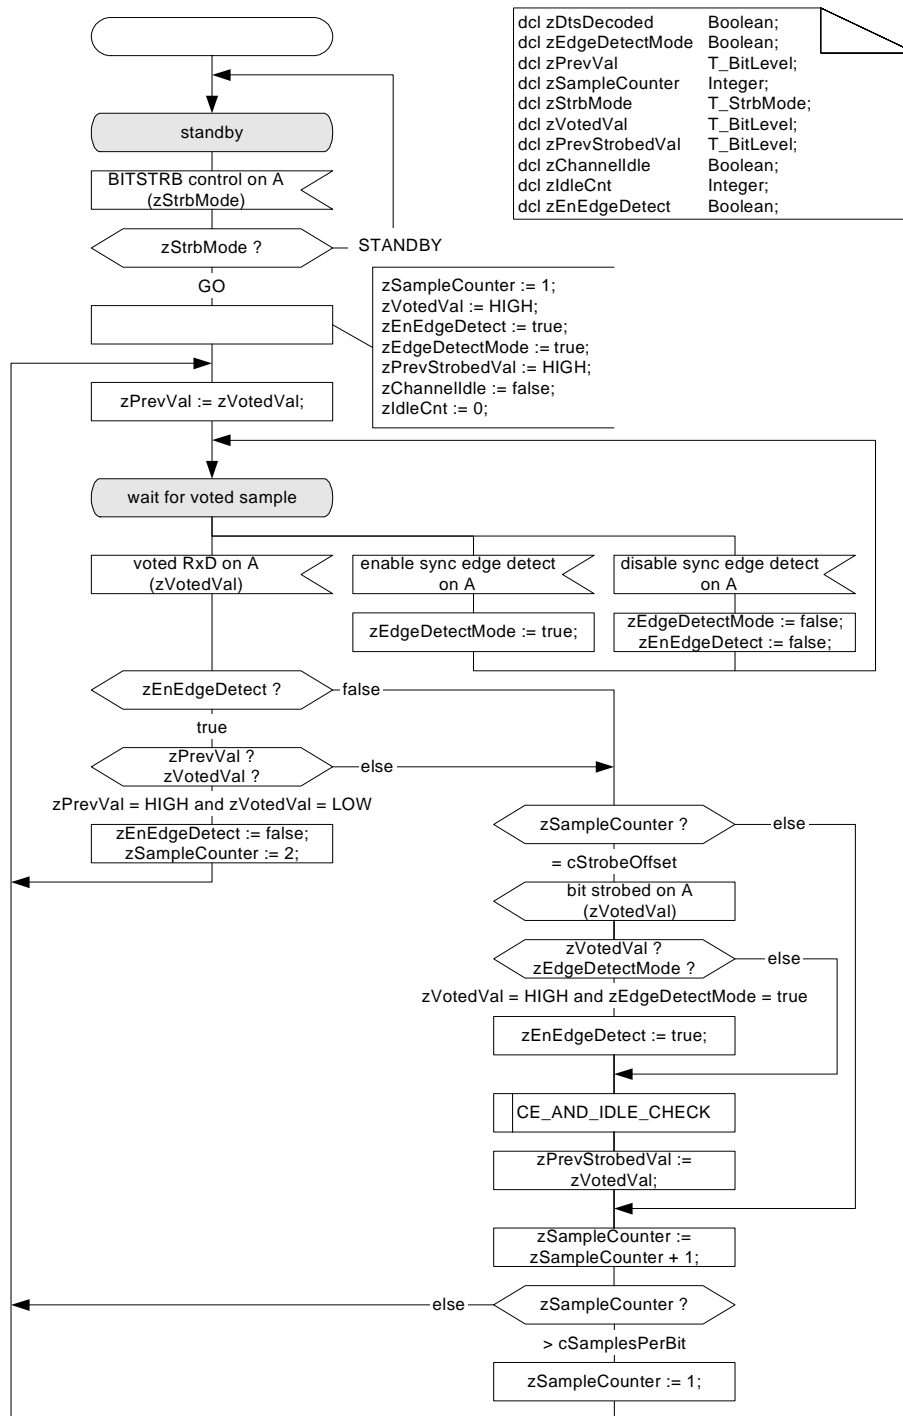 dcl zDtsDecoded Boolean;
dcl zEdgeDetectMode Boolean;
dcl zPrevVal T_BitLevel;
dcl zSampleCounter Integer;
dcl zStrbMode T_StrbMode;
dcl zVotedVal T_BitLevel;
dcl zPrevStrobedVal T_BitLevel;
dcl zChannelIdle Boolean;
dcl zIdleCnt Integer;
dcl zEnEdgeDetect Boolean;
standby
BITSTRB control on A
(zStrbMode)
zStrbMode ?
STANDBY
GO
zSampleCounter := 1;
zVotedVal := HIGH;
zEnEdgeDetect := true;
zEdgeDetectMode := true;
zPrevStrobedVal := HIGH;
zChannelIdle := false;
zIdleCnt := 0;
zPrevVal := zVotedVal;
wait for voted sample
voted RxD on A
(zVotedVal)
enable sync edge detect
on A
disable sync edge detect
on A
zEdgeDetectMode := true;
zEdgeDetectMode := false;
zEnEdgeDetect := false;
zEnEdgeDetect ?
false
true
zPrevVal ?
zVotedVal ?
else
zPrevVal = HIGH and zVotedVal = LOW
zEnEdgeDetect := false;
zSampleCounter := 2;
zSampleCounter ?
else
= cStrobeOffset
bit strobed on A
(zVotedVal)
zVotedVal ?
zEdgeDetectMode ?
else
zVotedVal = HIGH and zEdgeDetectMode = true
zEnEdgeDetect := true;
CE_AND_IDLE_CHECK
zPrevStrobedVal :=
zVotedVal;
zSampleCounter :=
zSampleCounter + 1;
else
zSampleCounter ?
> cSamplesPerBit
zSampleCounter := 1;